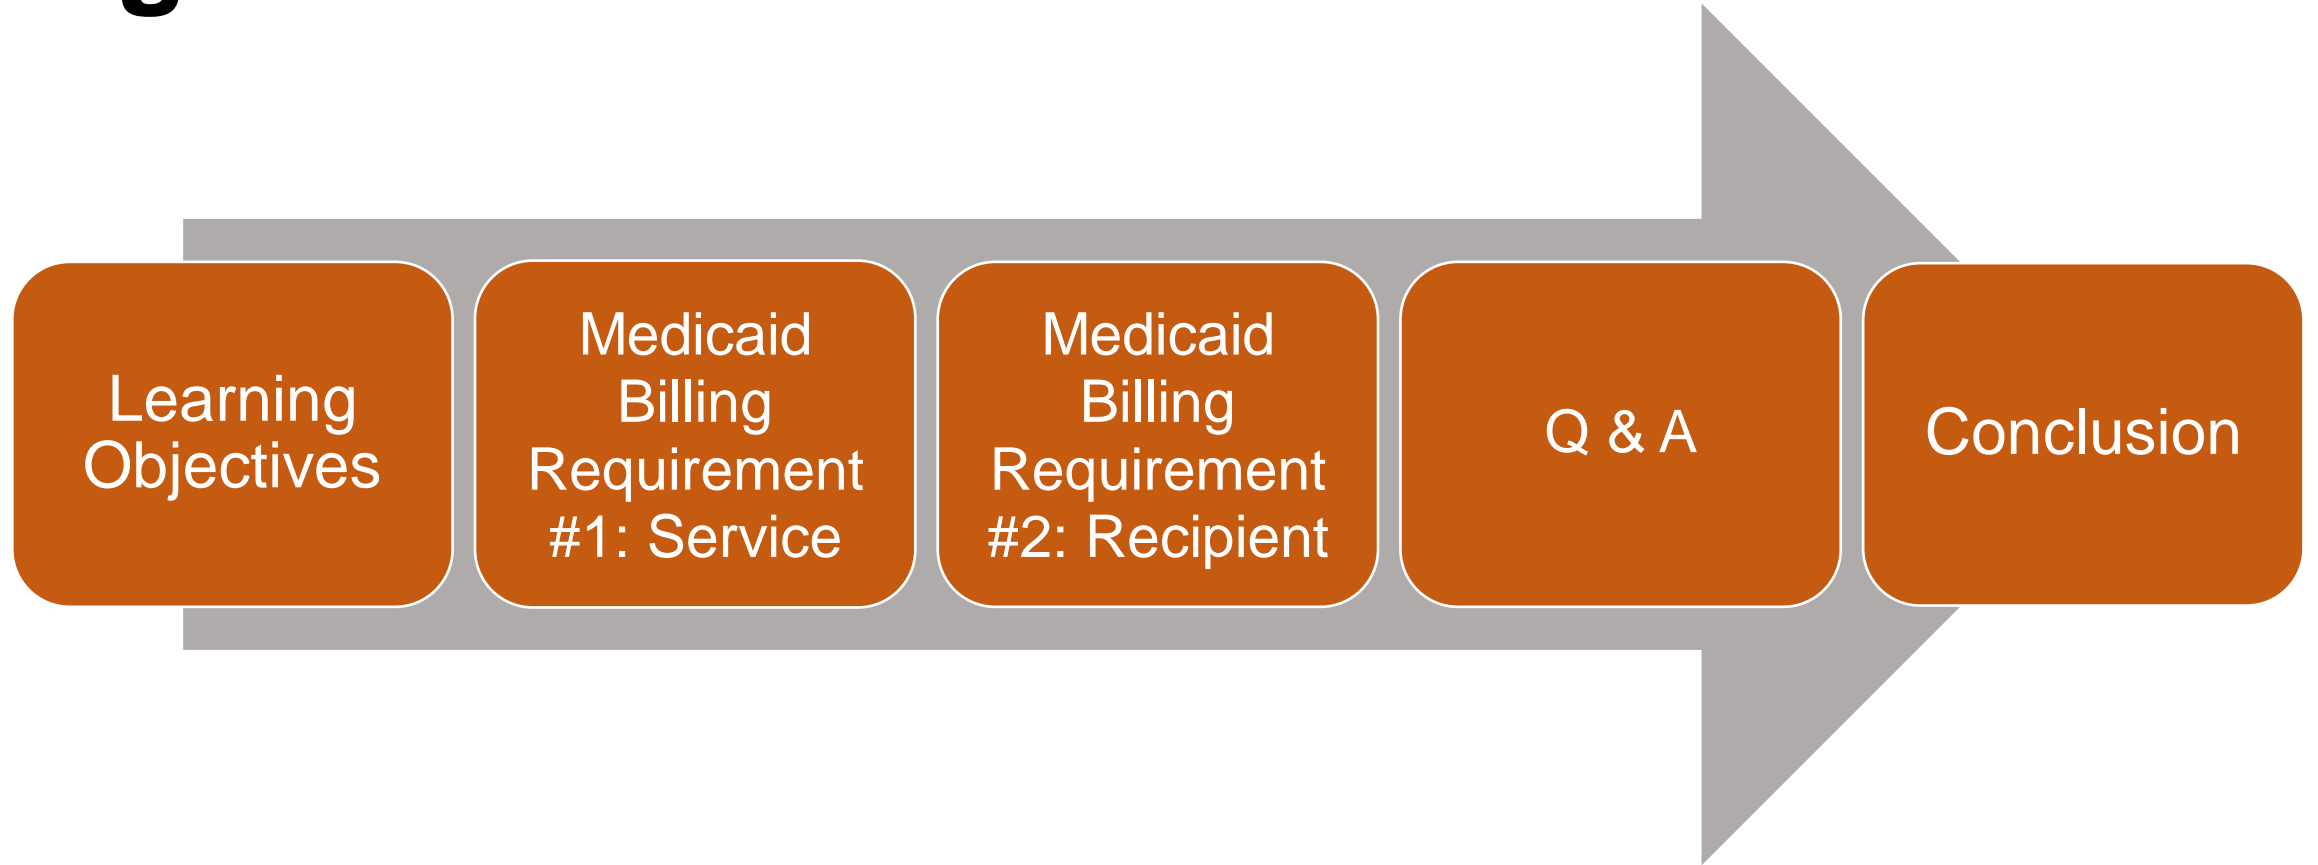 Learning
Objectives
Medicaid
Billing
Requirement
#1: Service
Medicaid
Billing
Requirement
#2: Recipient
Q & A
Conclusion